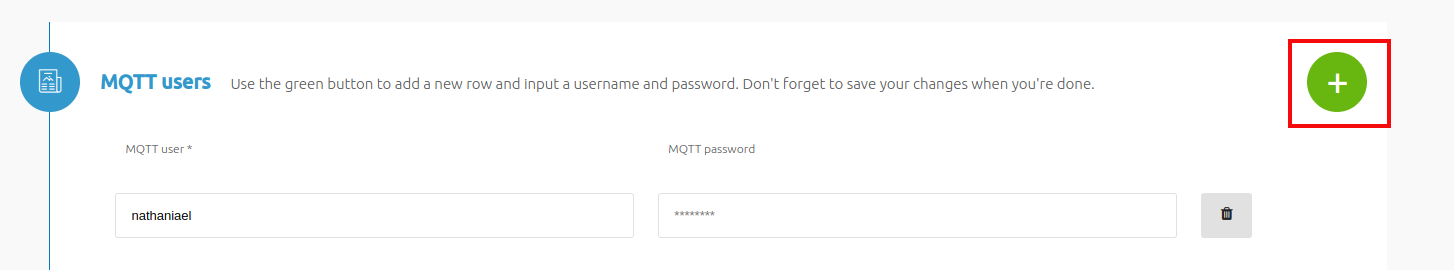 MQTT users Use the green button to add a new row and input a username and password. Don't forget to save your changes when you're done.
MQTT user * MQTT password
nathaniael ********